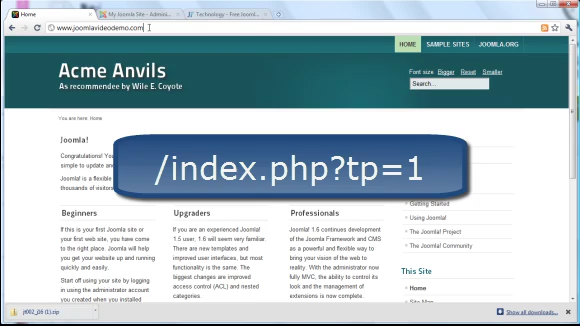 Home
My Joomla Site - Admini...
Technology - Free Jooml...
www.joomlavideodemo.com
HOME SAMPLE SITES JOOMLA.ORG
Acme Anvils
As recommendee by Wile E. Coyote
Font size Bigger Reset Smaller
Search...
You are here: Home
Joomla!
Congratulations! You
simple to update and
Joomla! is a flexible
thousands of visitors
/index.php?tp=1
Getting Started
Using Joomla!
The Joomla! Project
The Joomla! Community
This Site
Home
Site Map
Beginners
If this is your first Joomla site or
your first web site, you have come
to the right place. Joomla will help
you get your website up and running
quickly and easily.
Start off using your site by logging
in using the administrator account
you created when you installed
Upgraders
If you are an experienced Joomla!
1.5 user, 1.6 will seem very familiar.
There are new templates and
improved user interfaces, but most
functionality is the same. The
biggest changes are improved
access control (ACL) and nested
categories.
Professionals
Joomla! 1.6 continues development
of the Joomla Framework and CMS
as a powerful and flexible way to
bring your vision of the web to
reality. With the administrator now
fully MVC, the ability to control its
look and the management of
extensions is now complete.
jt002_j16 (1).zip
Show all downloads...